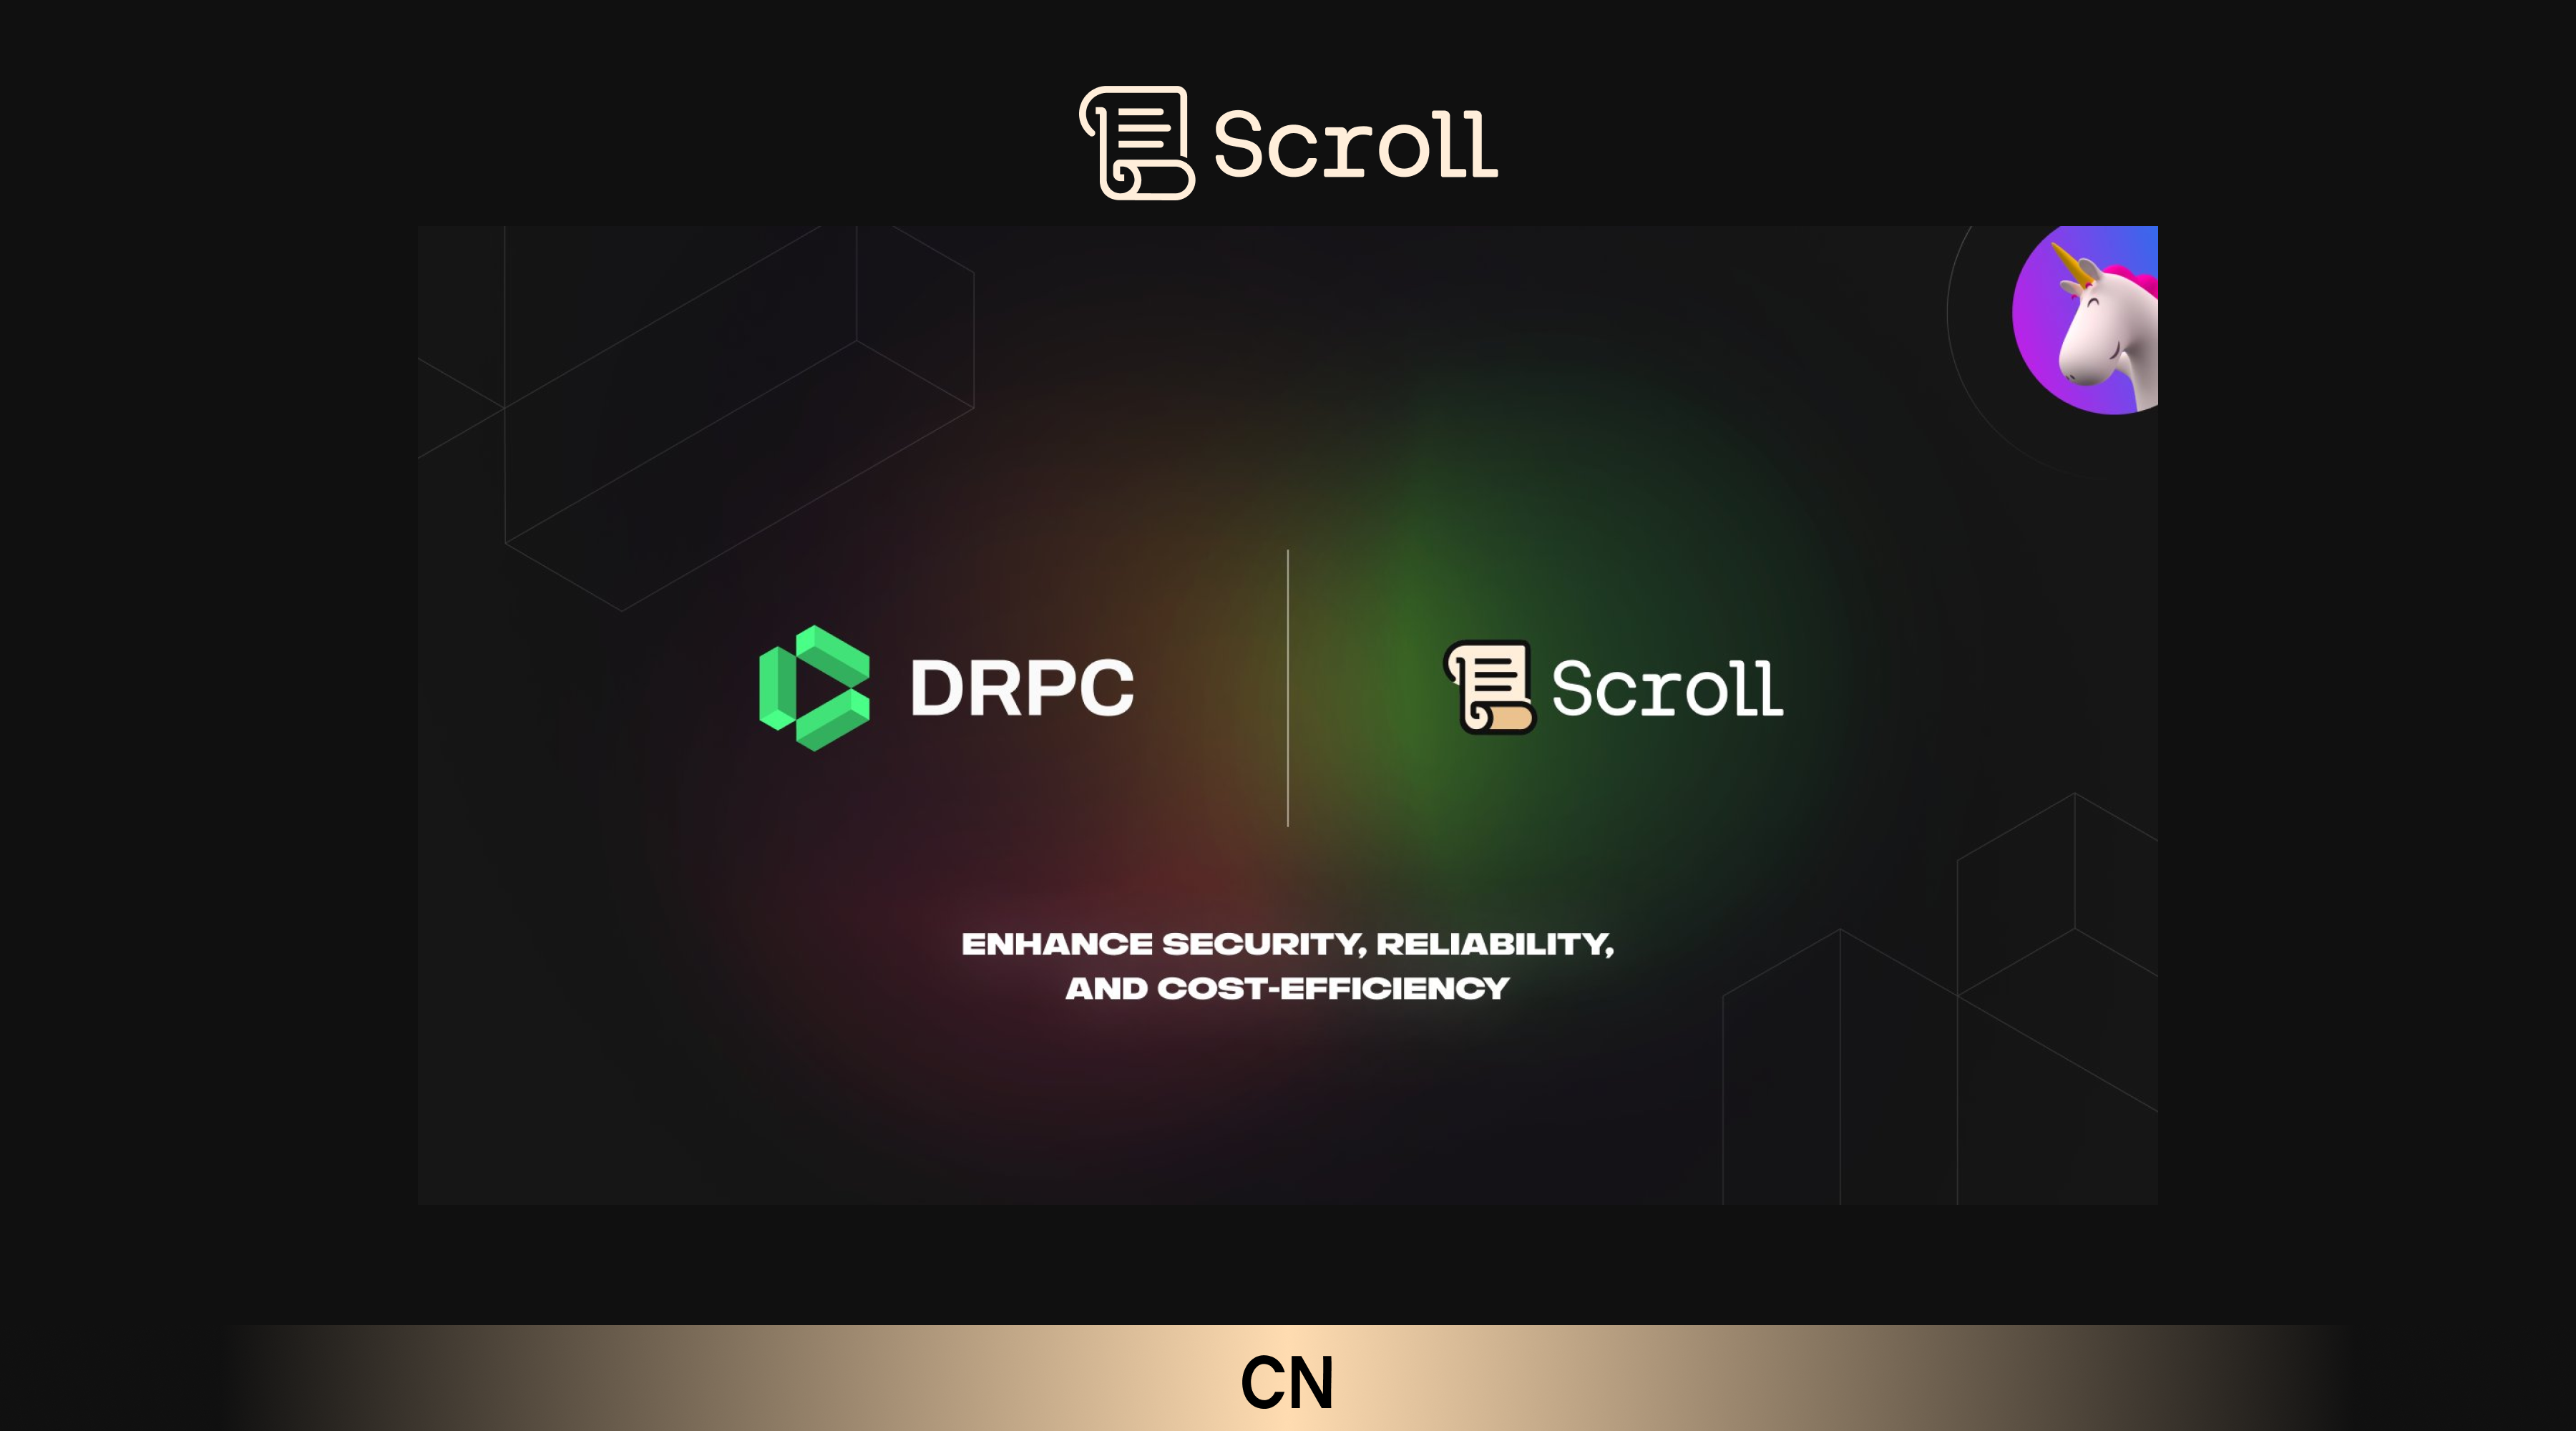 Scroll
DRPC
Scroll
ENHANCE SECURITY, RELIABILITY,
AND COST-EFFICIENCY
CN